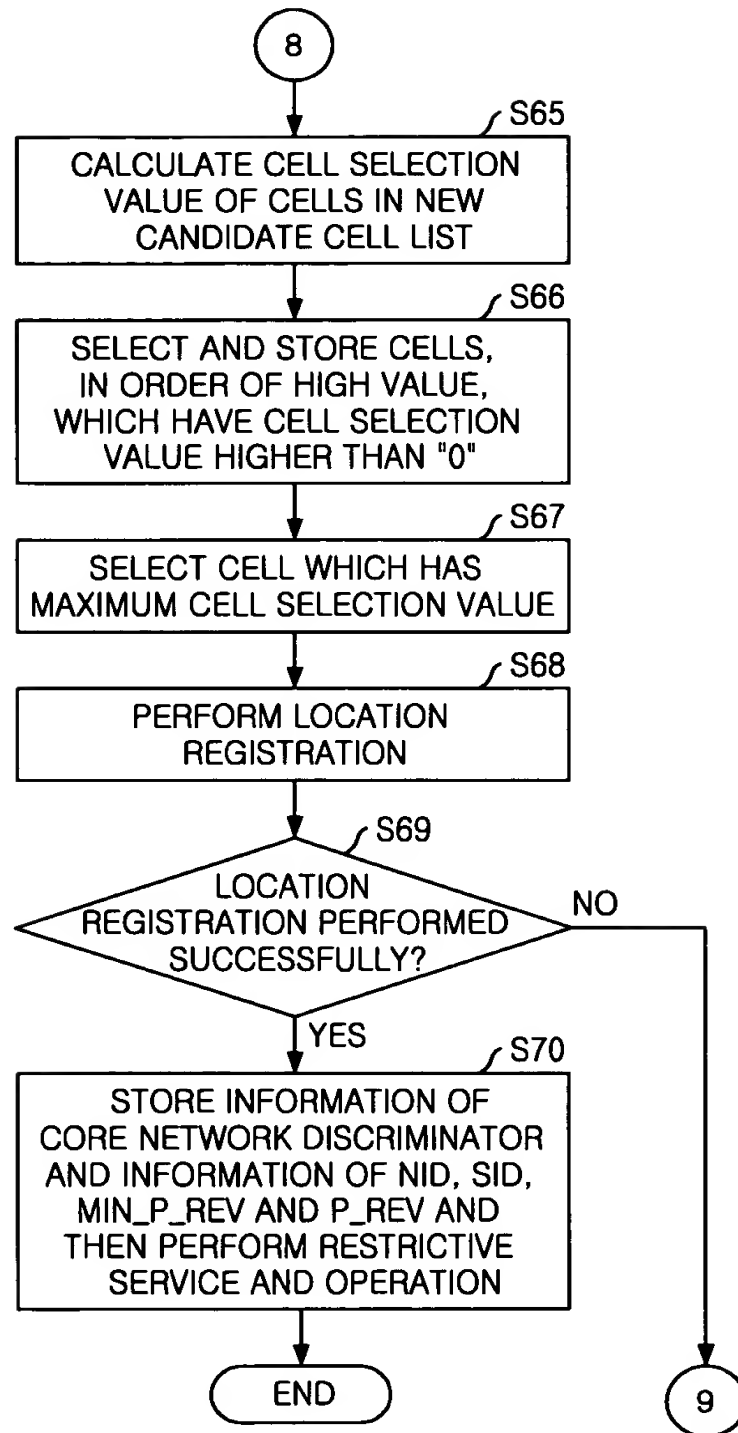 8
S65
CALCULATE CELL SELECTION
VALUE OF CELLS IN NEW
CANDIDATE CELL LIST
S66
SELECT AND STORE CELLS,
IN ORDER OF HIGH VALUE,
WHICH HAVE CELL SELECTION
VALUE HIGHER THAN "0"
S67
SELECT CELL WHICH HAS
MAXIMUM CELL SELECTION VALUE
S68
PERFORM LOCATION
REGISTRATION
S69
LOCATION
REGISTRATION PERFORMED
SUCCESSFULLY?
NO
YES
S70
STORE INFORMATION OF
CORE NETWORK DISCRIMINATOR
AND INFORMATION OF NID, SID,
MIN_P_REV AND P_REV AND
THEN PERFORM RESTRICTIVE
SERVICE AND OPERATION
END
9